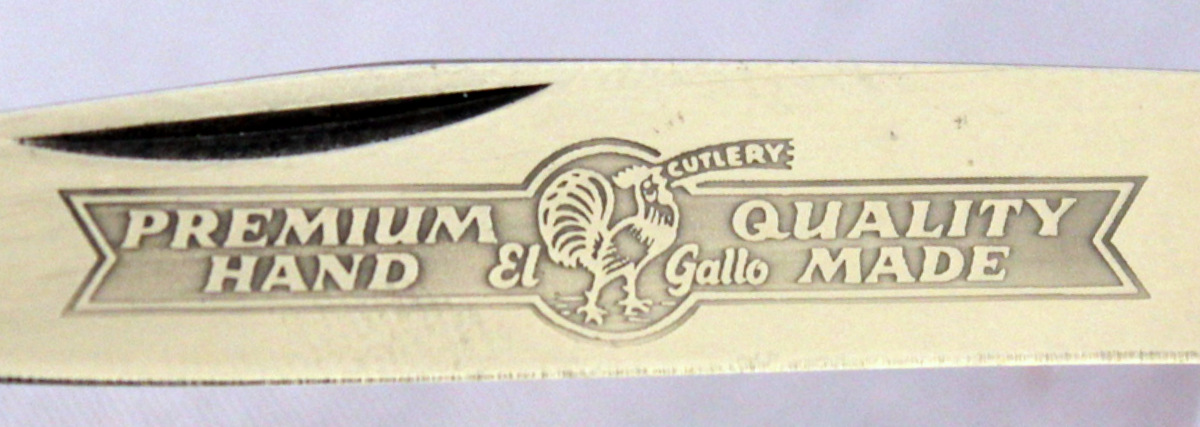 CUTLERY
PREMIUM QUALITY
HAND El Gallo MADE